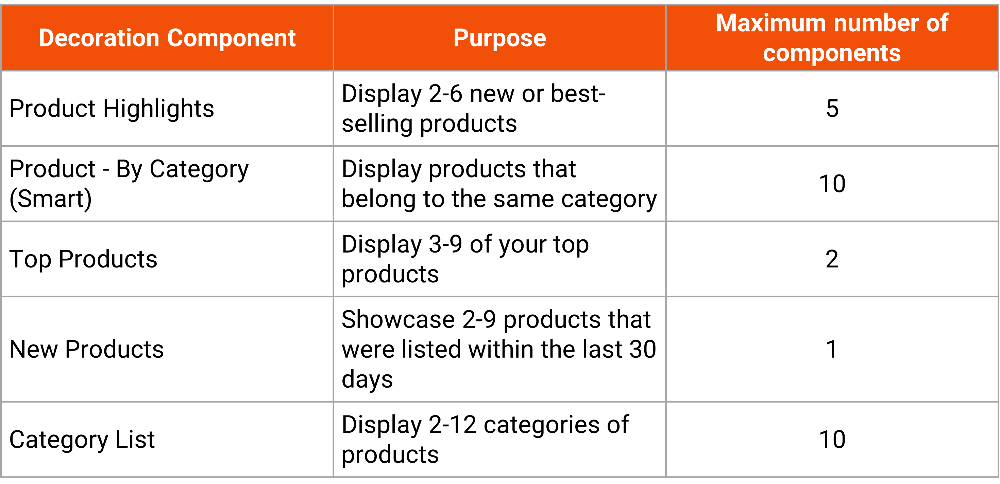 Decoration Component
Purpose
Maximum number of
components
Product Highlights
Display 2-6 new or best-
selling products
5
Product - By Category
(Smart)
Display products that
belong to the same category
10
Top Products
Display 3-9 of your top
products
2
New Products
Showcase 2-9 products that
were listed within the last 30
days
1
Category List
Display 2-12 categories of
products
10